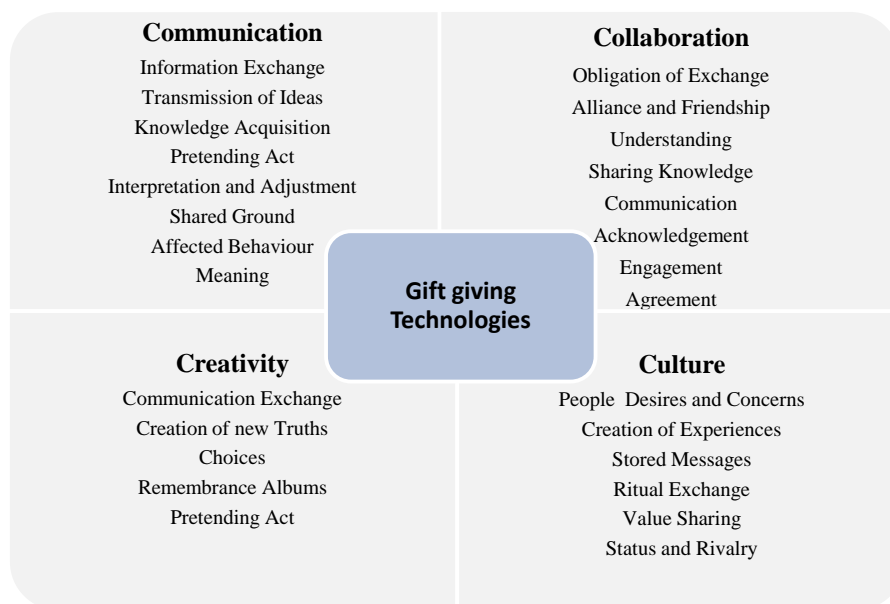 Communication
Information Exchange
Transmission of Ideas
Knowledge Acquisition
Pretending Act
Interpretation and Adjustment
Shared Ground
Affected Behaviour
Meaning
Collaboration
Obligation of Exchange
Alliance and Friendship
Understanding
Sharing Knowledge
Communication
Acknowledgement
Engagement
Agreement
Gift giving
Technologies
Creativity
Communication Exchange
Creation of new Truths
Choices
Remembrance Albums
Pretending Act
Culture
People Desires and Concerns
Creation of Experiences
Stored Messages
Ritual Exchange
Value Sharing
Status and Rivalry